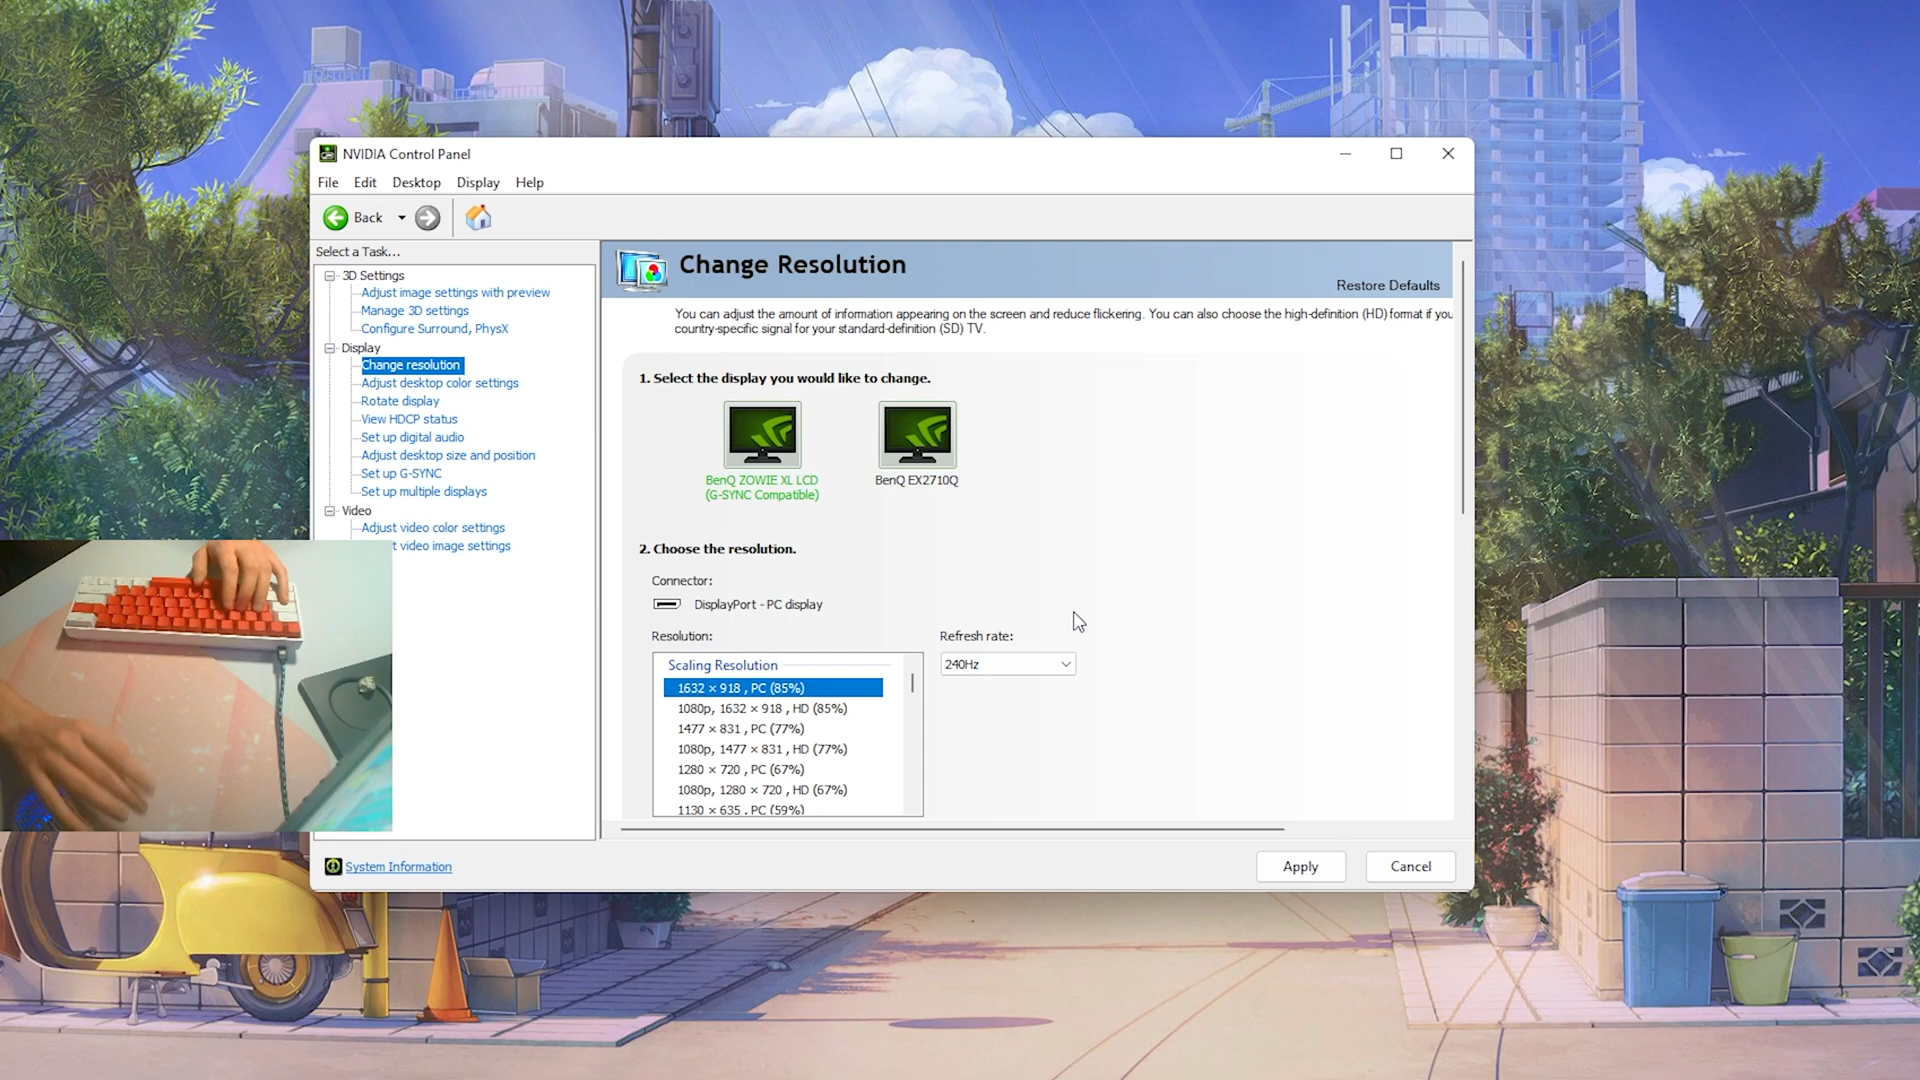 NVIDIA Control Panel
File Edit Desktop Display Help
Back
Select a Task...
3D Settings
Adjust image settings with preview
Manage 3D settings
Configure Surround, PhysX
Display
Change resolution
Adjust desktop color settings
Rotate display
View HDCP status
Set up digital audio
Adjust desktop size and position
Set up G-SYNC
Set up multiple displays
Video
Adjust video color settings
t video image settings
System Information
Change Resolution
Restore Defaults
You can adjust the amount of information appearing on the screen and reduce flickering. You can also choose the high-definition (HD) format if you
country-specific signal for your standard-definition (SD) TV.
1. Select the display you would like to change.
BenQ ZOWIE XL LCD
(G-SYNC Compatible)
BenQ EX2710Q
2. Choose the resolution.
Connector:
DisplayPort - PC display
Resolution:
Scaling Resolution
1632 × 918 , PC (85%)
1080p, 1632 × 918 , HD (85%)
1477 × 831 , PC (77%)
1080p, 1477 × 831 , HD (77%)
1280 × 720 , PC (67%)
1080p, 1280 × 720 , HD (67%)
1130 × 635 , PC (59%)
Refresh rate:
240Hz
Apply
Cancel